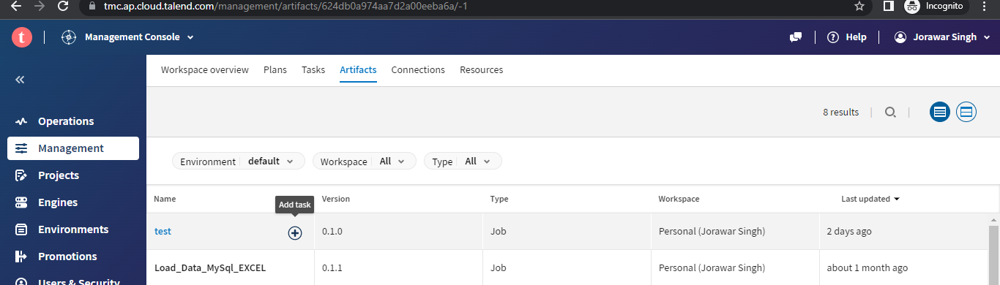 tmc.ap.cloud.talend.com/management/artifacts/624db0a974aa7d2a00eeba6a/-1
Incognito
t
Management Console
Help
Jorawar Singh
Workspace overview Plans Tasks Artifacts Connections Resources
8 results
Operations
Management
Projects
Engines
Environments
Promotions
Users & Security
Environment default
Workspace All
Type All
Name Version Type Workspace Last updated
Add task
test 0.1.0 Job Personal (Jorawar Singh) 2 days ago
Load_Data_MySql_EXCEL 0.1.1 Job Personal (Jorawar Singh) about 1 month ago